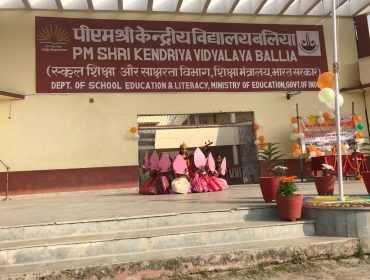 पीएम श्री केन्द्रीय विद्यालय बलिया
PM SHRI KENDRIYA VIDYALAYA BALLIA
(स्कूल शिक्षा और साक्षरता विभाग, शिक्षा मंत्रालय, भारत सरकार)
DEPT. OF SCHOOL EDUCATION & LITERACY, MINISTRY OF EDUCATION, GOVT. OF INDIA